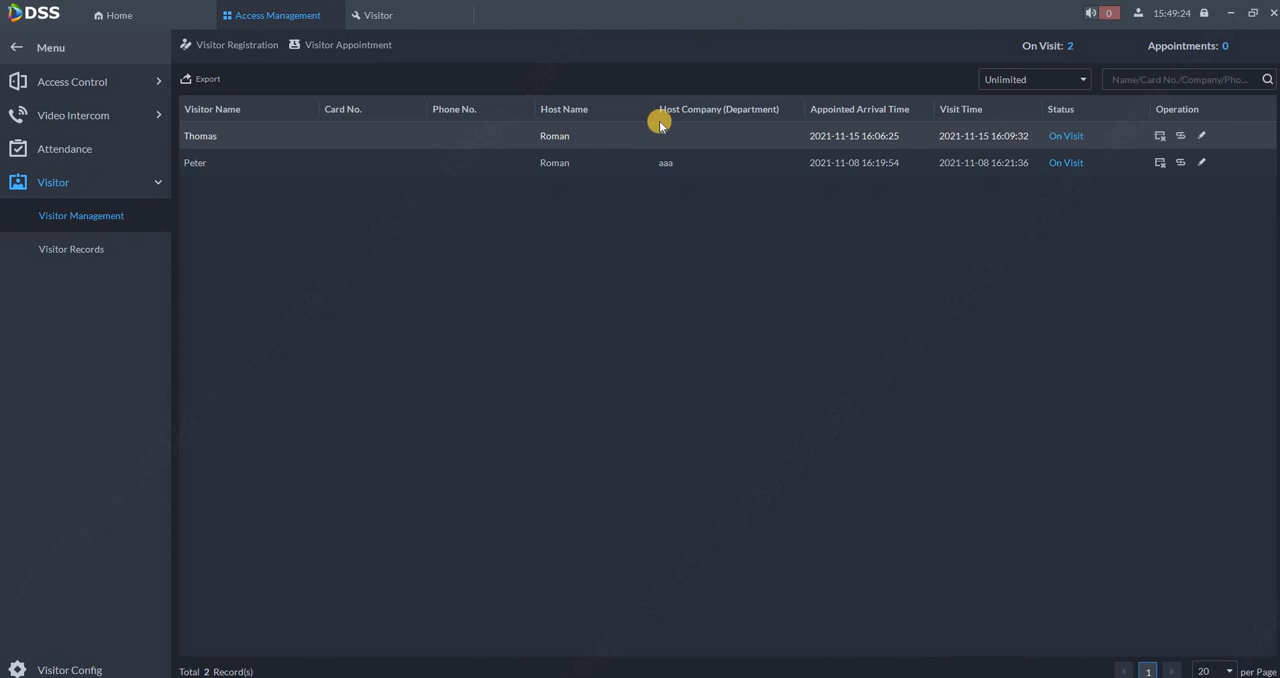 DSS Home Access Management Visitor 0 15:49:24
Menu Visitor Registration Visitor Appointment On Visit: 2 Appointments: 0
Access Control Export Unlimited Name/Card No./Company/Pho...
Visitor Name Card No. Phone No. Host Name Host Company (Department) Appointed Arrival Time Visit Time Status Operation
Video Intercom
Thomas Roman 2021-11-15 16:06:25 2021-11-15 16:09:32 On Visit
Attendance
Peter Roman aaa 2021-11-08 16:19:54 2021-11-08 16:21:36 On Visit
Visitor
Visitor Management
Visitor Records
Visitor Config Total 2 Record(s) 1 20 per Page